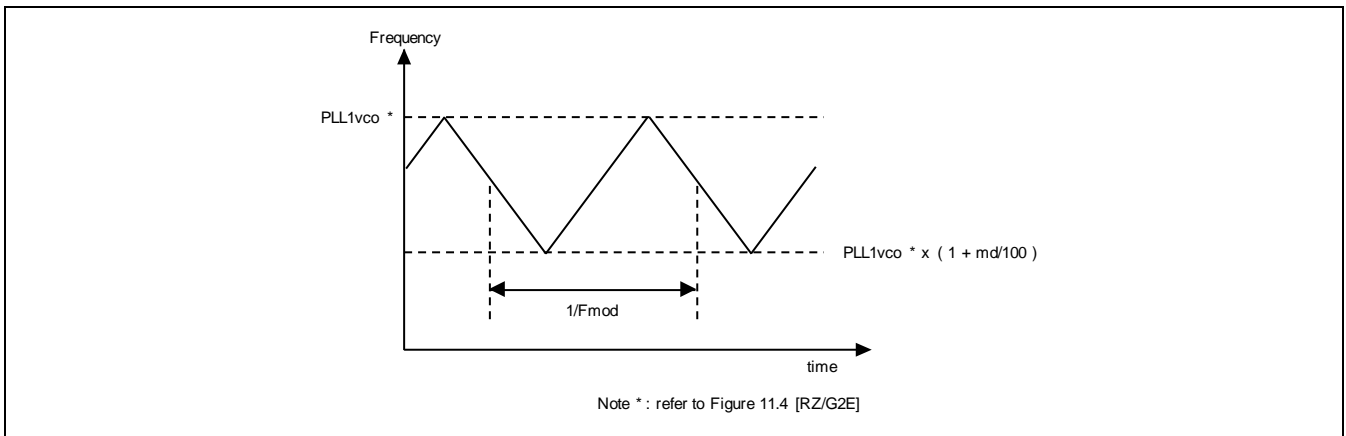 Frequency
PLL1vco *
PLL1vco * x ( 1 + md/100 )
1/Fmod
time
Note * : refer to Figure 11.4 [RZ/G2E]